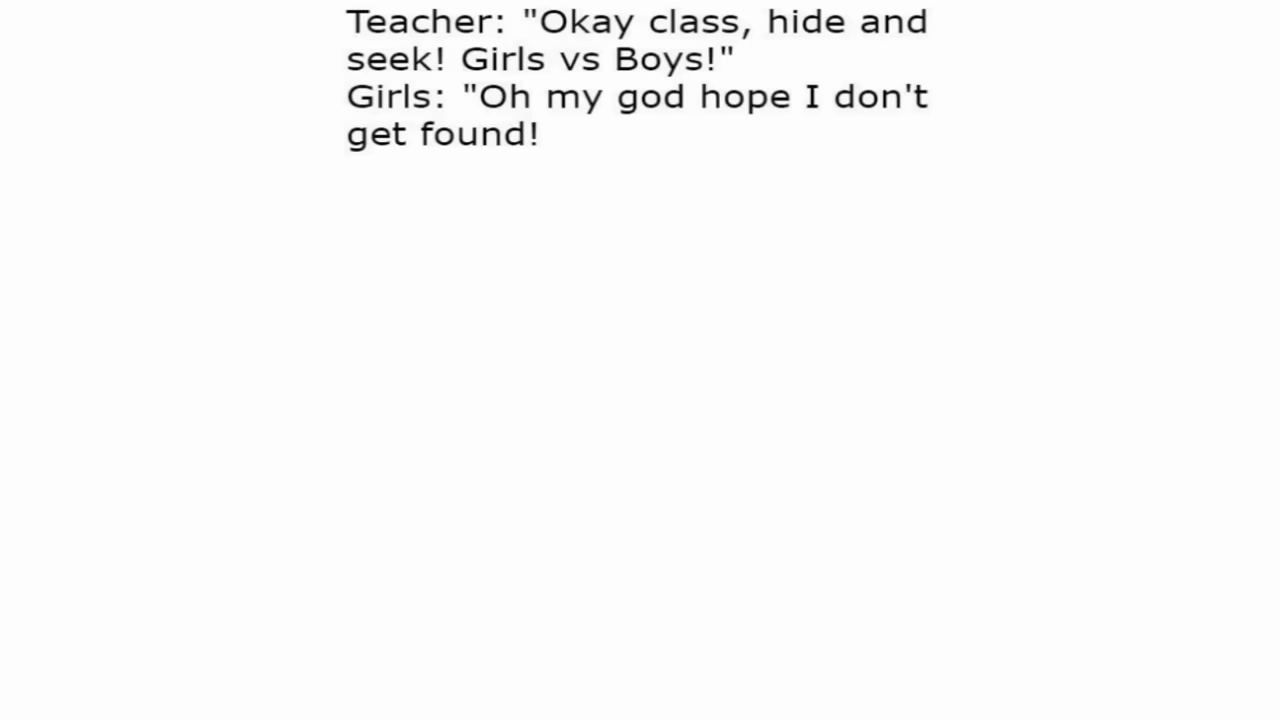 Teacher: "Okay class, hide and
seek! Girls vs Boys!"
Girls: "Oh my god hope I don't
get found!